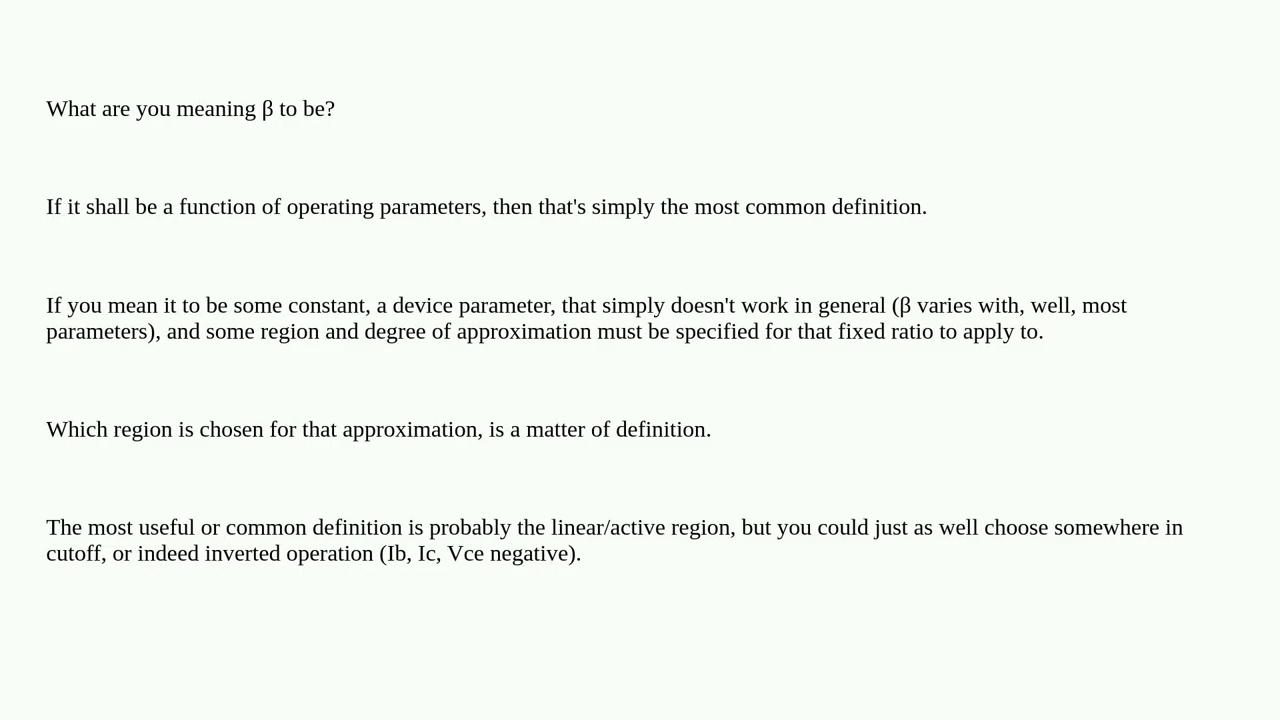 What are you meaning β to be?
If it shall be a function of operating parameters, then that's simply the most common definition.
If you mean it to be some constant, a device parameter, that simply doesn't work in general (β varies with, well, most
parameters), and some region and degree of approximation must be specified for that fixed ratio to apply to.
Which region is chosen for that approximation, is a matter of definition.
The most useful or common definition is probably the linear/active region, but you could just as well choose somewhere in
cutoff, or indeed inverted operation (Ib, Ic, Vce negative).